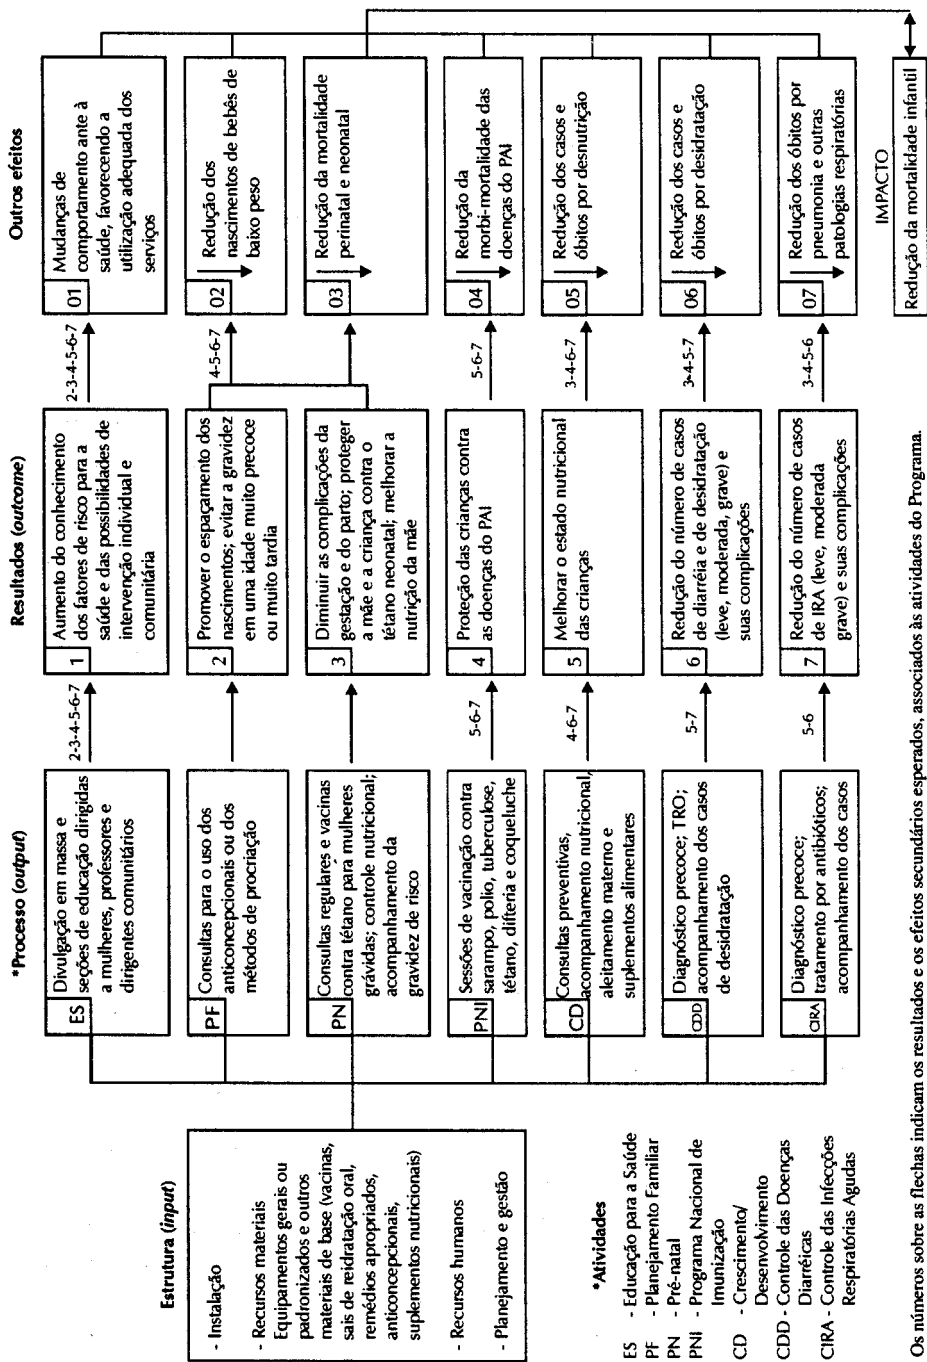 Estrutura (input)
- Instalação
- Recursos materiais
Equipamentos gerais ou
padronizados e outros
materiais de base (vacinas,
sais de reidratação oral,
remédios appropriados,
anticoncepcionais,
suplementos nutricionais)
- Recursos humanos
- Planejamento e gestão
*Atividades
ES - Educação para a Saúde
PF - Planejamento Familiar
PN - Pré-natal
PNI - Programa Nacional de
Imunização
CD - Crescimento/
Desenvolvimento
CDD - Controle das Doenças
Diarréicas
CIRA - Controle das Infecções
Respiratórias Agudas
*Processo (output)
ES
Divulgação em massa e
seções de educação dirigidas
a mulheres, professores e
dirigentes comunitários
PF
Consultas para o uso dos
anticoncepcionais ou dos
métodos de procriação
PN
Consultas regulares e vacinas
contra tétano para mulheres
grávidas; controle nutricional;
acompanhamento da
gravidez de risco
PNI
Sessões de vacinação contra
sarampo, polio, tuberculose,
tétano, difteria e coqueluche
CD
Consultas preventivas,
acompanhamento nutricional,
aleitamento materno e
suplementos alimentares
CDD
Diagnóstico precoce; TRO;
acompanhamento dos casos
de desidratação
CIRA
Diagnóstico precoce;
tratamento por antibióticos;
acompanhamento dos casos
2-3-4-5-6-7
5-6-7
4-6-7
5-7
5-6
Resultados (outcome)
1
Aumento do conhecimento
dos fatores de risco para a
saúde e das possibilidades de
intervenção individual e
comunitária
2
Promover o espaçamento dos
nascimentos; evitar a gravidez
em uma idade muito precoce
ou muito tardia
3
Diminuir as complicações da
gestação e do parto; proteger
a mãe e a criança contra o
tétano neonatal; melhorar a
nutrição da mãe
4
Proteção das crianças contra
as doenças do PAI
5
Melhorar o estado nutricional
das crianças
6
Redução do número de casos
de diarréia e de desidratação
(leve, moderada, grave) e
suas complicações
7
Redução do número de casos
de IRA (leve, moderada
grave) e suas complicações
2-3-4-5-6-7
4-5-6-7
5-6-7
3-4-6-7
3-4-5-7
3-4-5-6
Outros efeitos
01
Mudanças de
comportamento ante à
saúde, favorecendo a
utilização adequada dos
serviços
02
Redução dos
nascimentos de bebês de
baixo peso
03
Redução da mortalidade
perinatal e neonatal
04
Redução da
morbi-mortalidade das
doenças do PAI
05
Redução dos casos e
óbitos por desnutrição
06
Redução dos casos e
óbitos por desidratação
07
Redução dos óbitos por
pneumonia e outras
patologias respiratórias
IMPACTO
Redução da mortalidade infantil
Os números sobre as flechas indicam os resultados e os efeitos secundários esperados, associados às atividades do Programa.